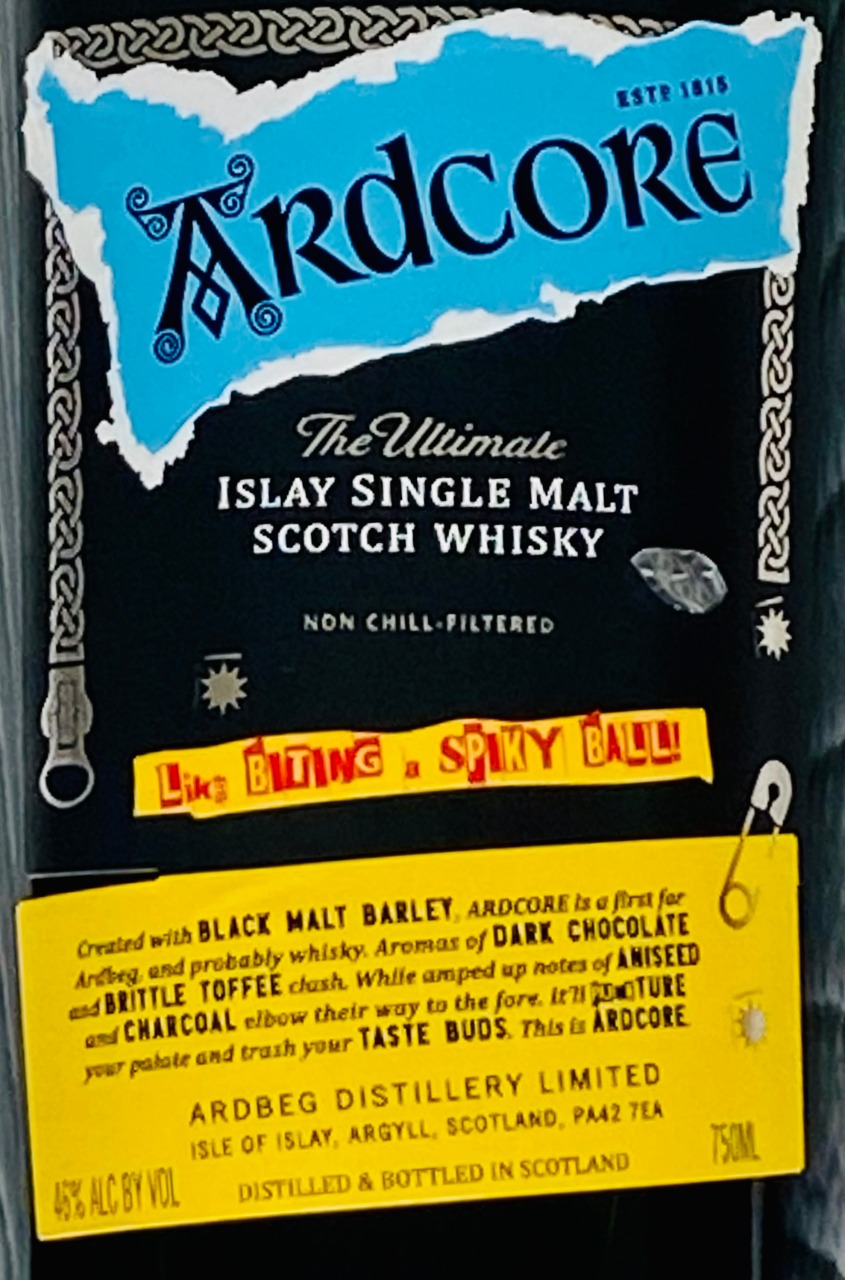 ESTD 1815
ARDCORE
The Ultimate
ISLAY SINGLE MALT
SCOTCH WHISKY
NON CHILL-FILTERED
Like BITING a SPIKY BALL!
Created with BLACK MALT BARLEY, ARDCORE is a first for
Ardbeg, and probably whisky. Aromas of DARK CHOCOLATE
and BRITTLE TOFFEE clash. While amped up notes of ANISEED
and CHARCOAL elbow their way to the fore. It'll PUNCTURE
your palate and trash your TASTE BUDS. This is ARDCORE.
ARDBEG DISTILLERY LIMITED
ISLE OF ISLAY, ARGYLL, SCOTLAND, PA42 7EA
46% ALC BY VOL
DISTILLED & BOTTLED IN SCOTLAND
750ML